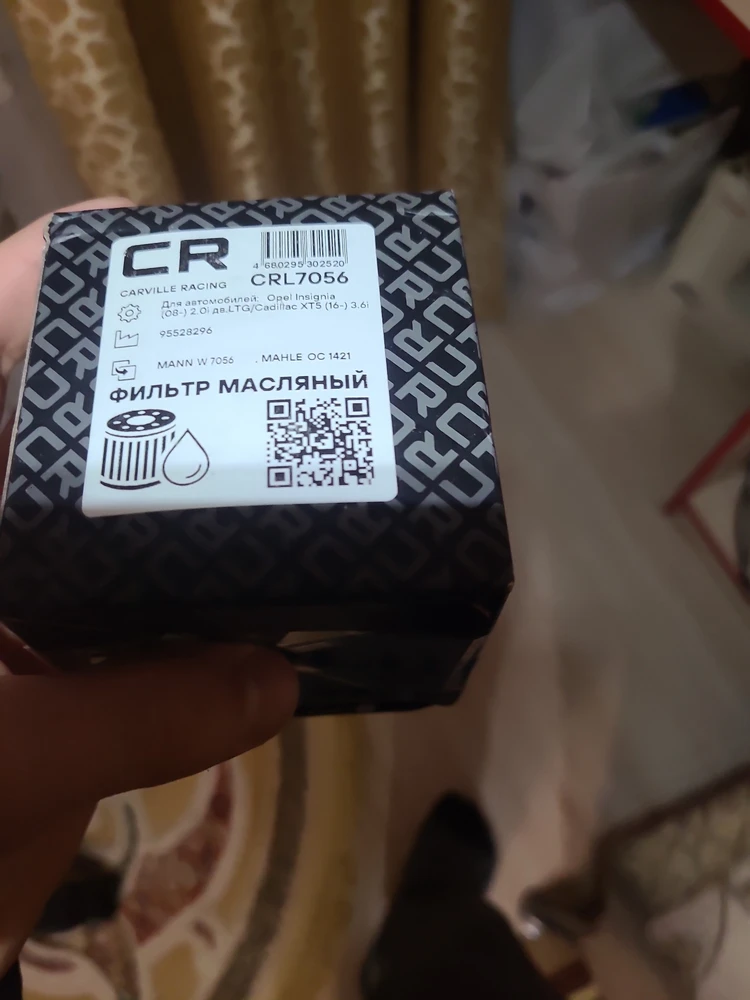 CR
4 680295 302520
CARVILLE RACING
CRL7056
Для автомобилей: Opel Insignia
(08-) 2.0i дв.LTG/Cadillac XT5 (16-) 3.6i
95528296
MANN W 7056 . MAHLE OC 1421
ФИЛЬТР МАСЛЯНЫЙ